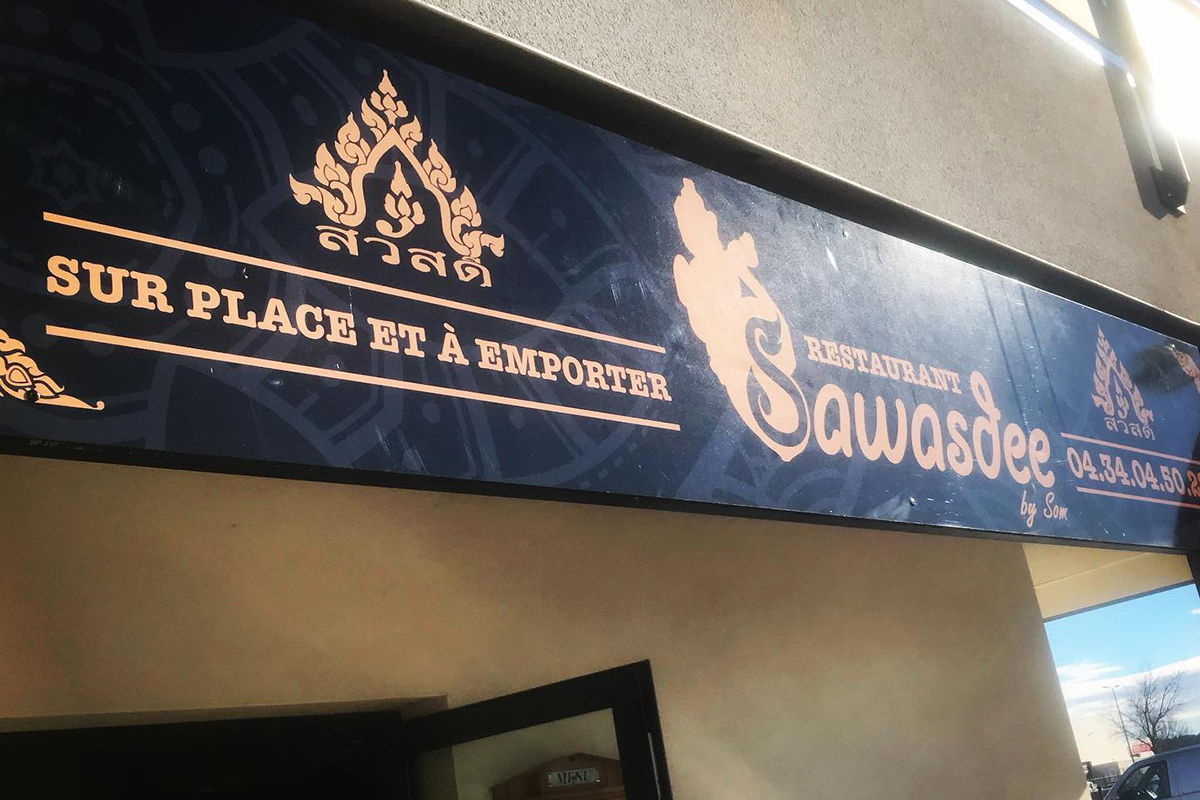 สวสด
SUR PLACE ET À EMPORTER
RESTAURANT
Sawasdee
by Som
สวสด
04.34.04.50.2
MENU